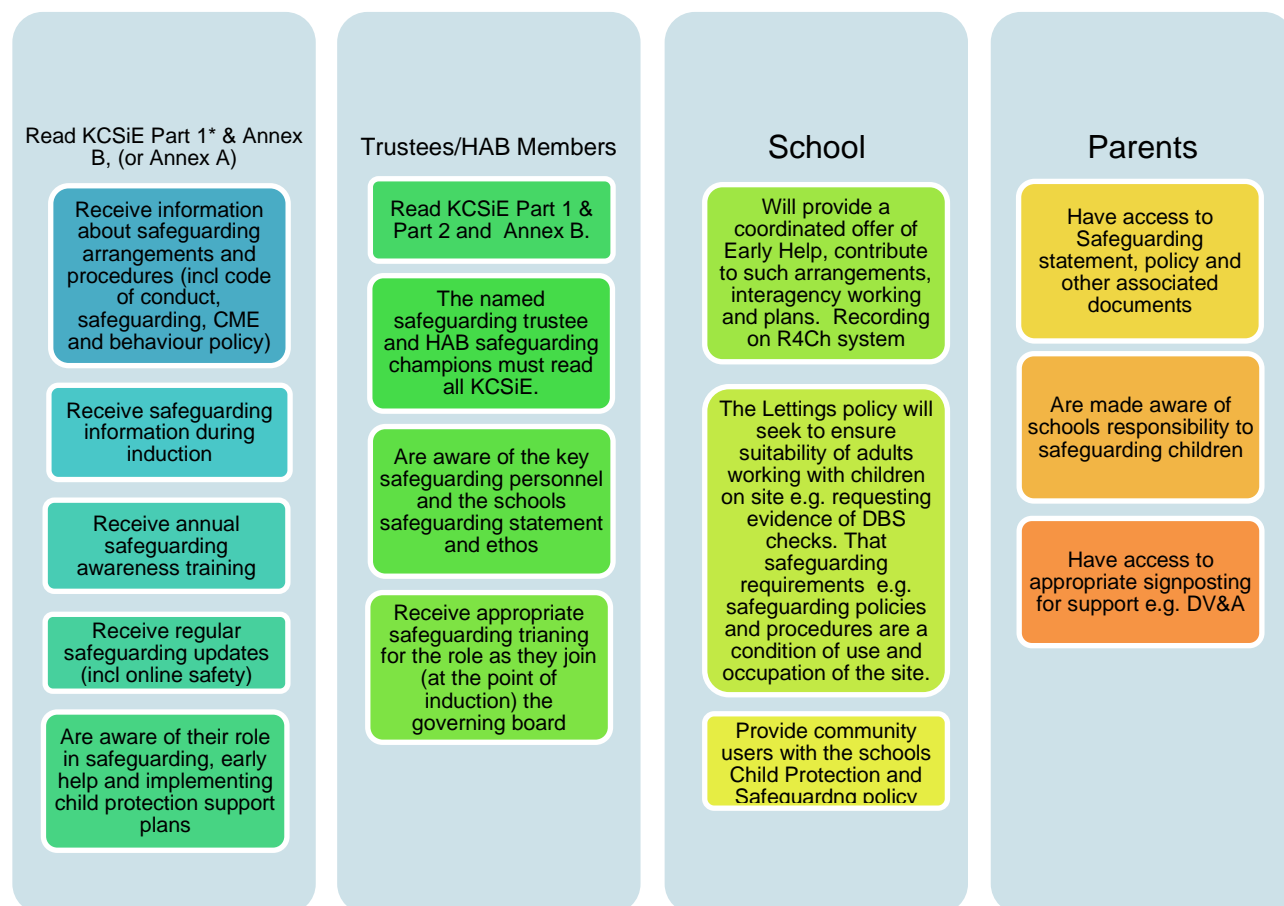 Read KCSiE Part 1* & Annex
B, (or Annex A)
Receive information
about safeguarding
arrangements and
procedures (incl code
of conduct,
safeguarding, CME
and behaviour policy)
Receive safeguarding
information during
induction
Receive annual
safeguarding
awareness training
Receive regular
safeguarding updates
(incl online safety)
Are aware of their role
in safeguarding, early
help and implementing
child protection support
plans
Trustees/HAB Members
Read KCSiE Part 1 &
Part 2 and Annex B.
The named
safeguarding trustee
and HAB safeguarding
champions must read
all KCSiE.
Are aware of the key
safeguarding personnel
and the schools
safeguarding statement
and ethos
Receive appropriate
safeguarding trianing
for the role as they join
(at the point of
induction) the
governing board
School
Will provide a
coordinated offer of
Early Help, contribute
to such arrangements,
interagency working
and plans. Recording
on R4Ch system
The Lettings policy will
seek to ensure
suitability of adults
working with children
on site e.g. requesting
evidence of DBS
checks. That
safeguarding
requirements e.g.
safeguarding policies
and procedures are a
condition of use and
occupation of the site.
Provide community
users with the schools
Child Protection and
Safeguardng policy
Parents
Have access to
Safeguarding
statement, policy and
other associated
documents
Are made aware of
schools responsibility to
safeguarding children
Have access to
appropriate signposting
for support e.g. DV&A